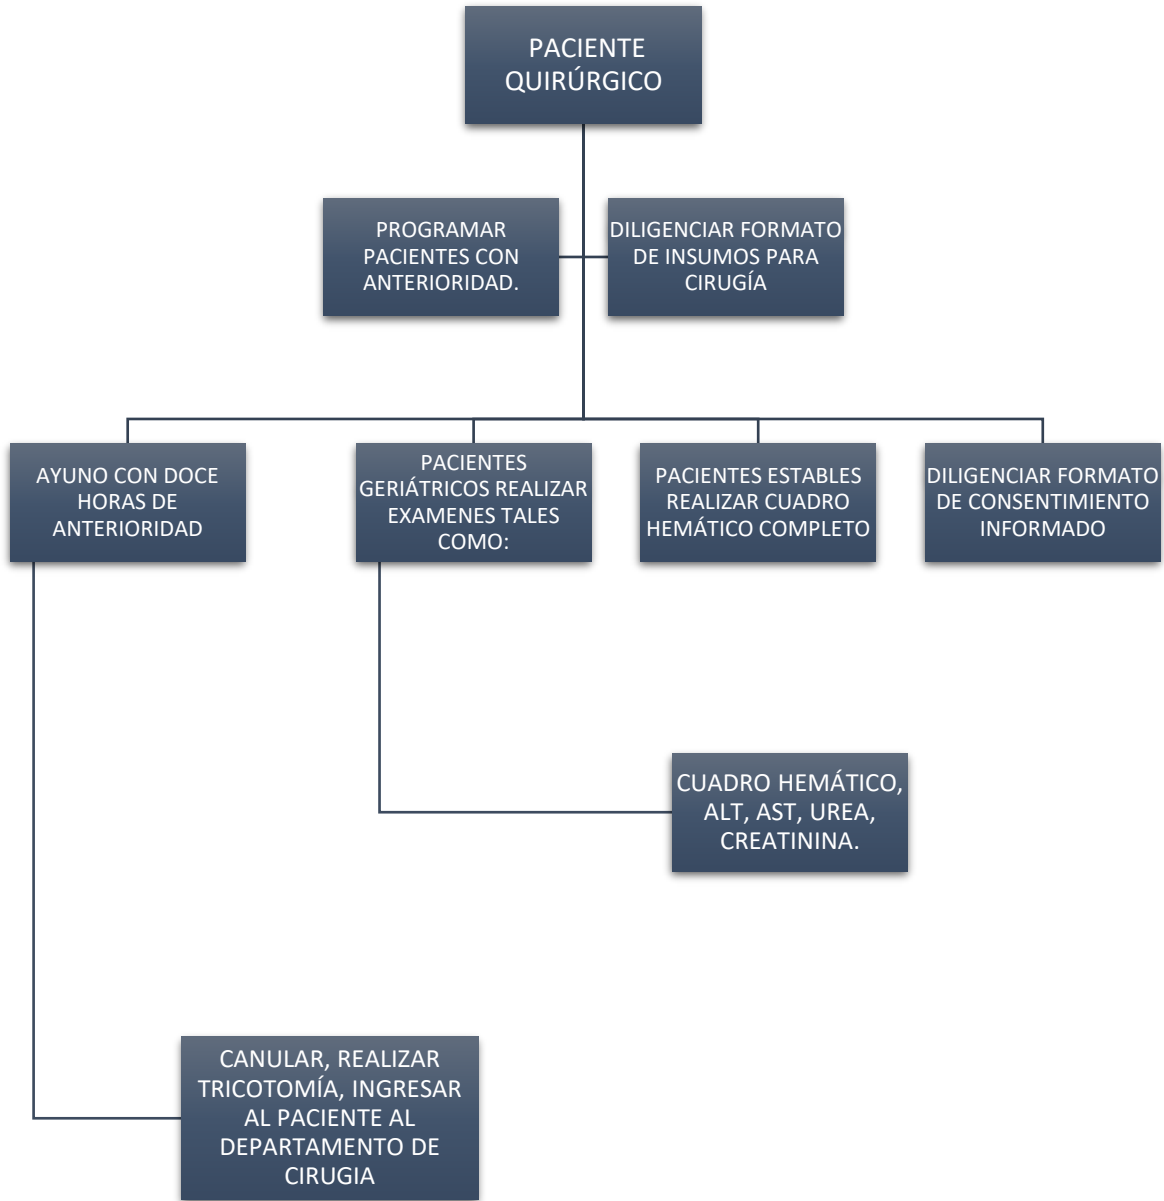 PACIENTE
QUIRÚRGICO
PROGRAMAR
PACIENTES CON
ANTERIORIDAD.
DILIGENCIAR FORMATO
DE INSUMOS PARA
CIRUGÍA
AYUNO CON DOCE
HORAS DE
ANTERIORIDAD
PACIENTES
GERIÁTRICOS REALIZAR
EXAMENES TALES
COMO:
PACIENTES ESTABLES
REALIZAR CUADRO
HEMÁTICO COMPLETO
DILIGENCIAR FORMATO
DE CONSENTIMIENTO
INFORMADO
CUADRO HEMÁTICO,
ALT, AST, UREA,
CREATININA.
CANULAR, REALIZAR
TRICOTOMÍA, INGRESAR
AL PACIENTE AL
DEPARTAMENTO DE
CIRUGIA